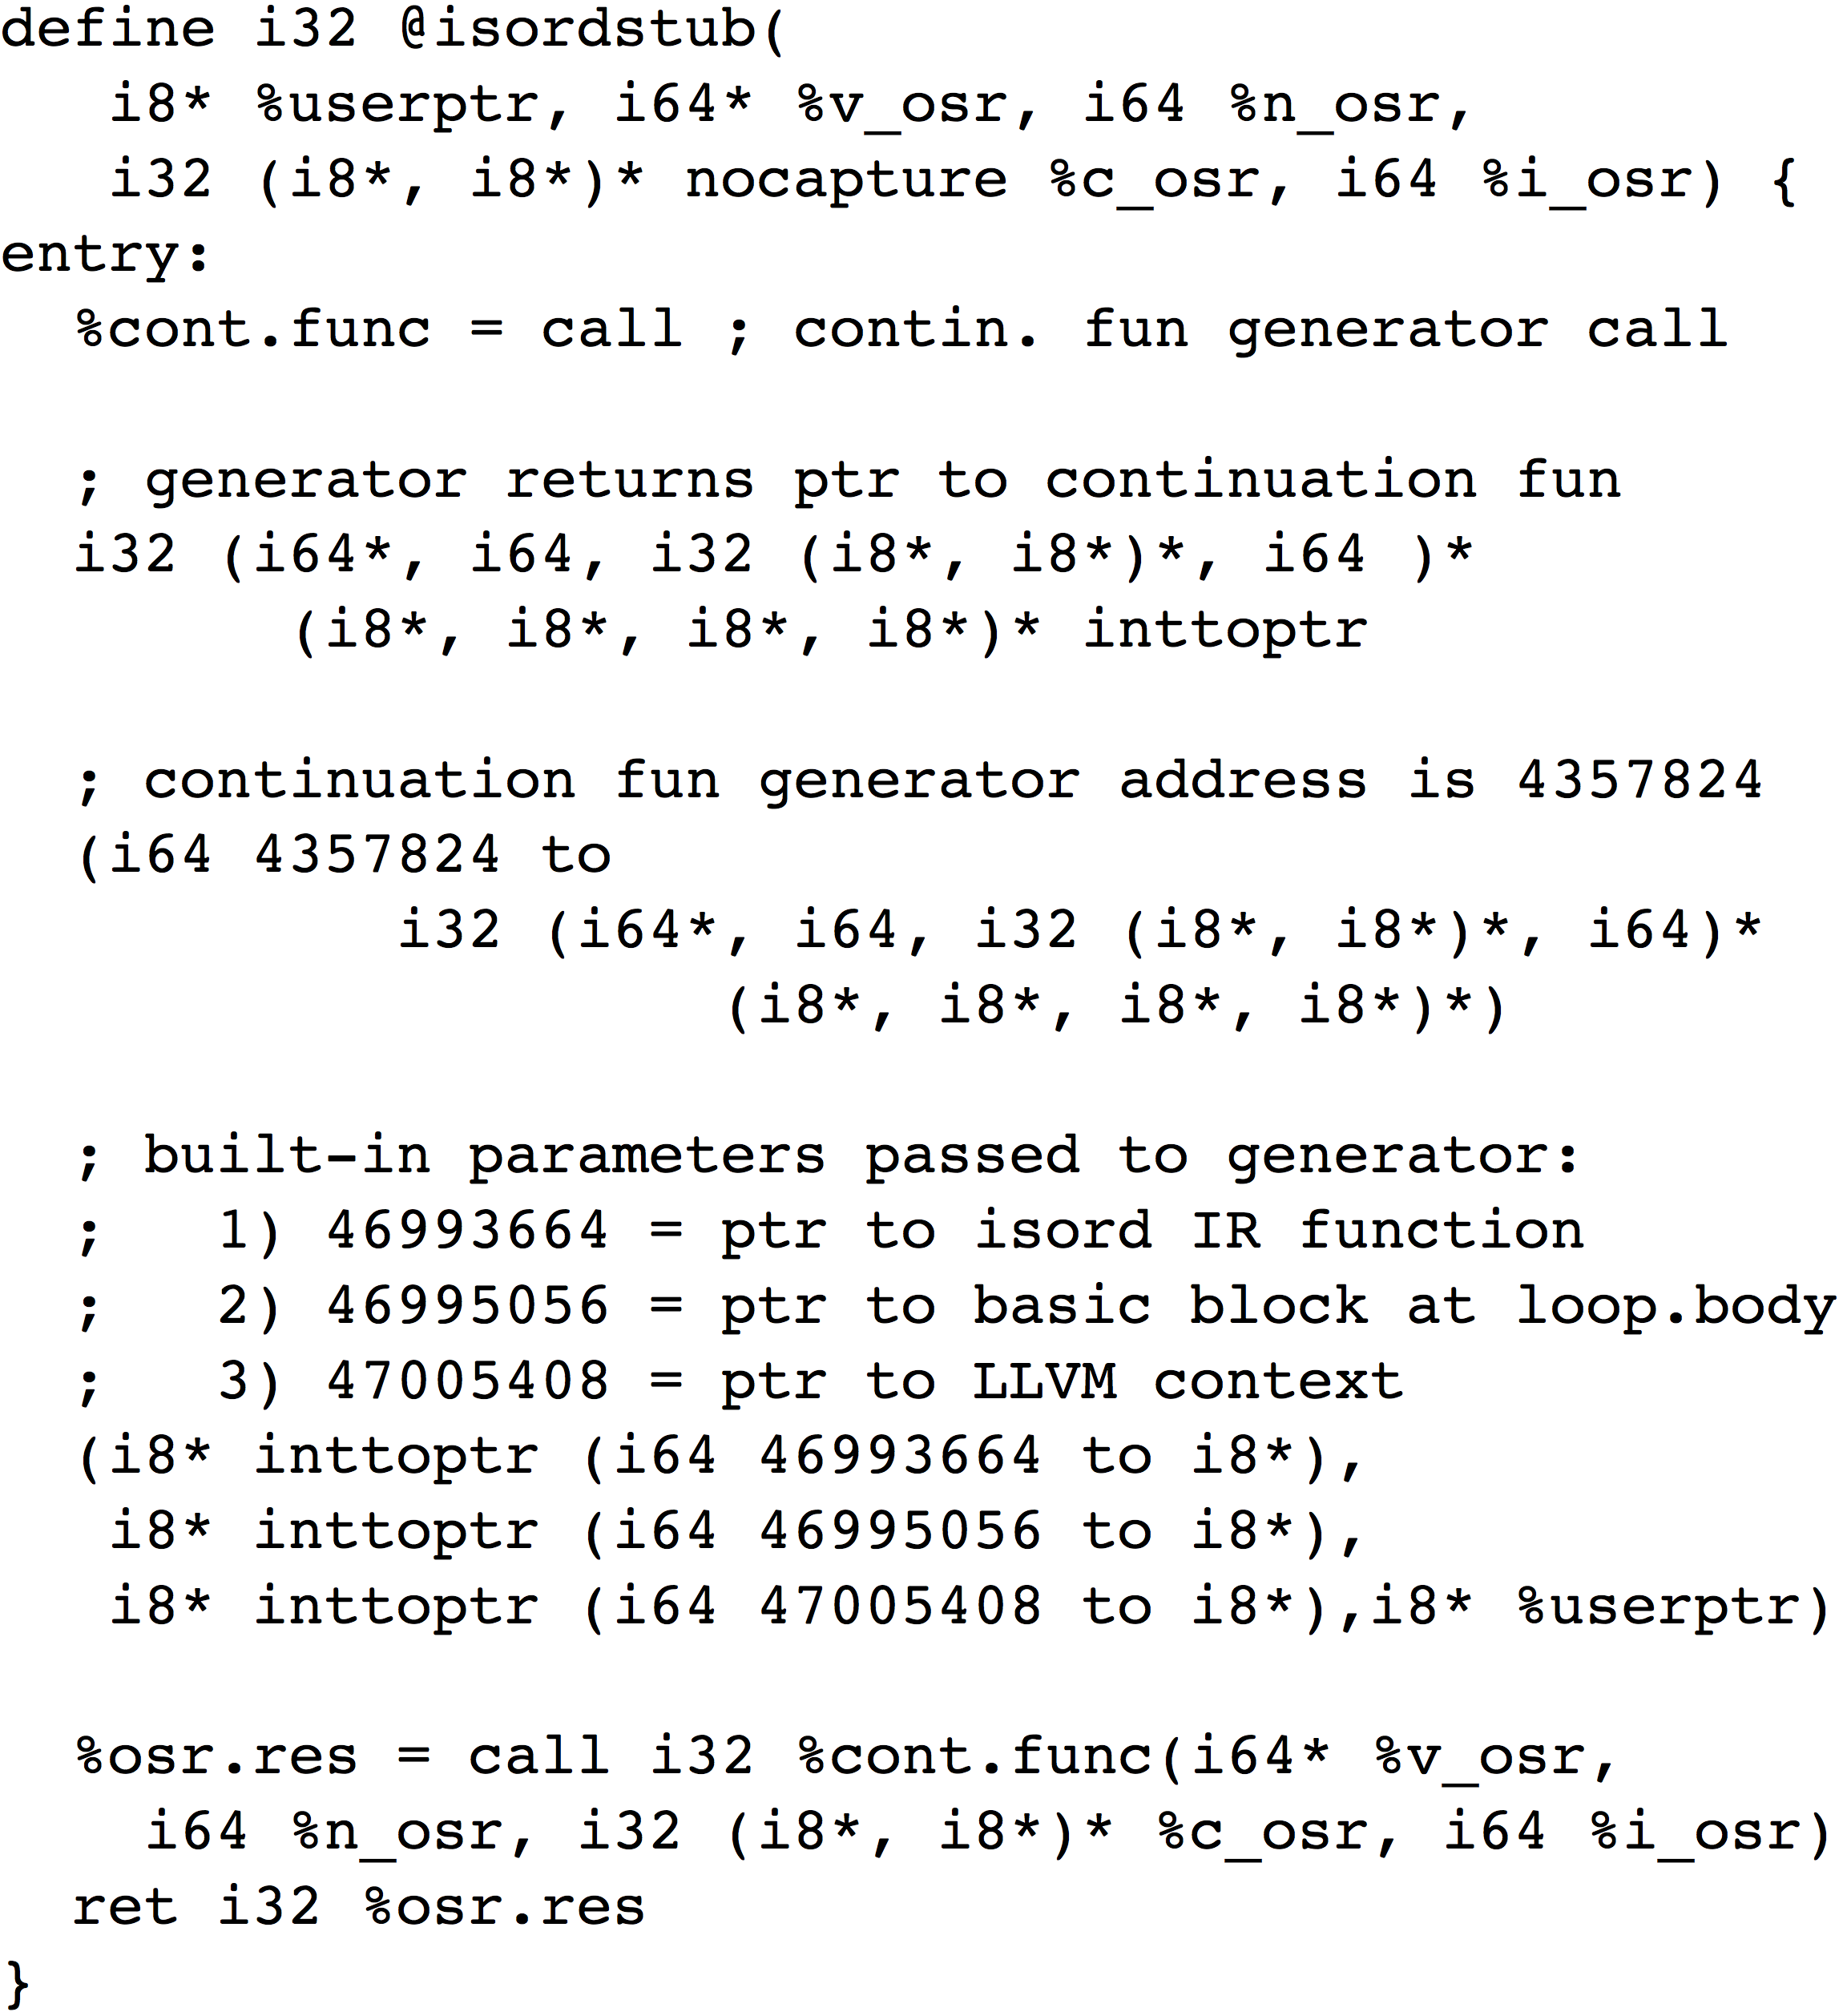 define i32 @isordstub(
i8* %userptr, i64* %v_osr, i64 %n_osr,
i32 (i8*, i8*)* nocapture %c_osr, i64 %i_osr) {
entry:
%cont.func = call ; contin. fun generator call
; generator returns ptr to continuation fun
i32 (i64*, i64, i32 (i8*, i8*)*, i64 )*
(i8*, i8*, i8*, i8*)* inttoptr
; continuation fun generator address is 4357824
(i64 4357824 to
i32 (i64*, i64, i32 (i8*, i8*)*, i64)*
(i8*, i8*, i8*, i8*)*)
; built-in parameters passed to generator:
; 1) 46993664 = ptr to isord IR function
; 2) 46995056 = ptr to basic block at loop.body
; 3) 47005408 = ptr to LLVM context
(i8* inttoptr (i64 46993664 to i8*),
i8* inttoptr (i64 46995056 to i8*),
i8* inttoptr (i64 47005408 to i8*),i8* %userptr)
%osr.res = call i32 %cont.func(i64* %v_osr,
i64 %n_osr, i32 (i8*, i8*)* %c_osr, i64 %i_osr)
ret i32 %osr.res
}